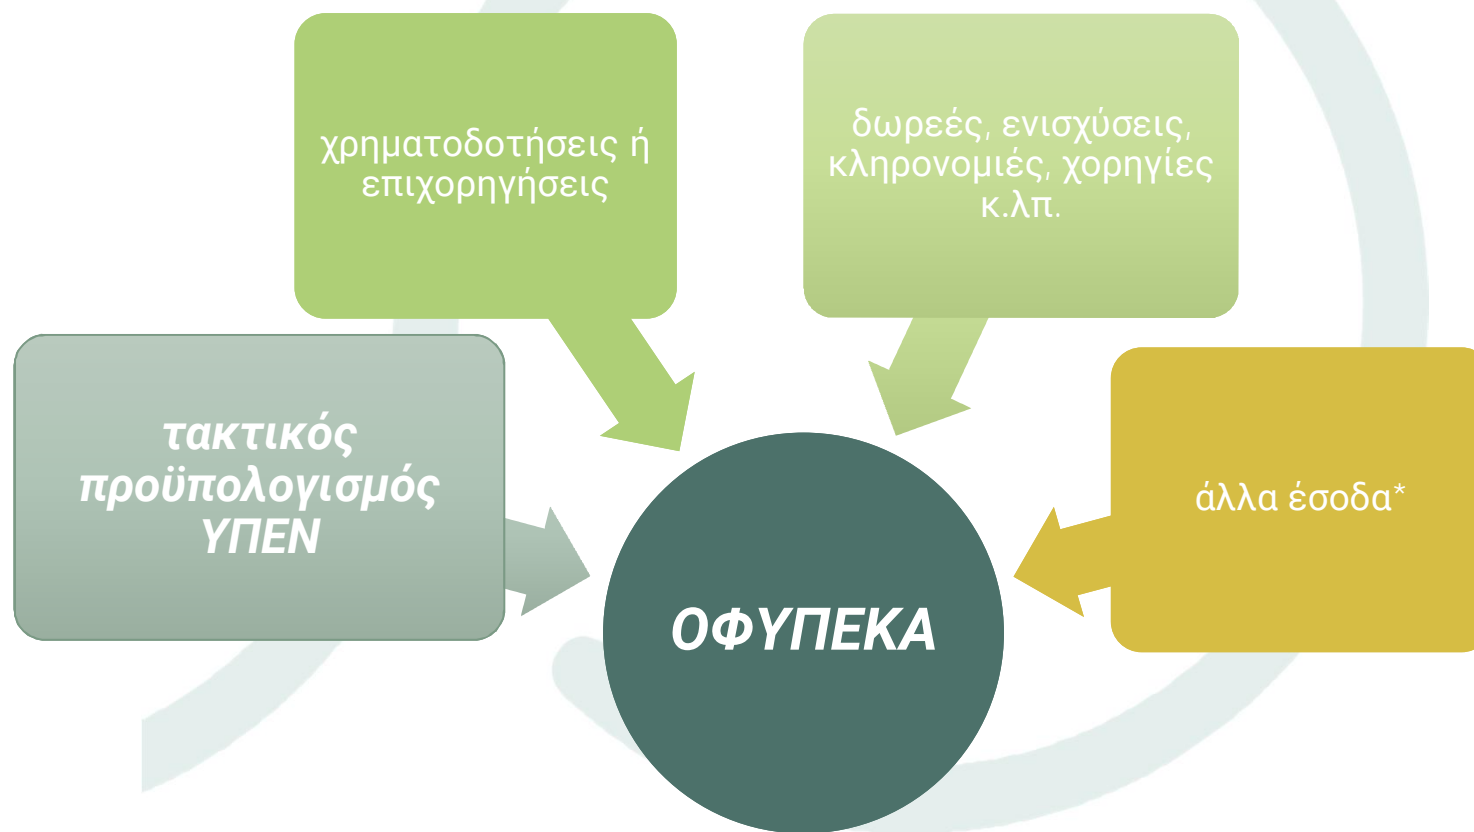 χρηματοδοτήσεις ή
επιχορηγήσεις
δωρεές, ενισχύσεις,
κληρονομιές, χορηγίες
κ.λπ.
τακτικός
προϋπολογισμός
ΥΠΕΝ
άλλα έσοδα*
ΟΦΥΠΕΚΑ